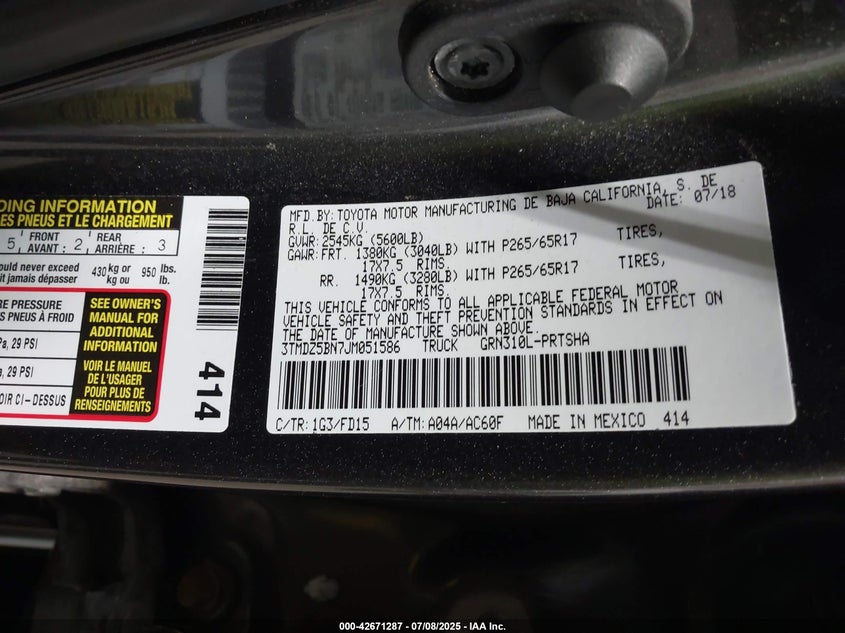 DING INFORMATION
LES PNEUS ET LE CHARGEMENT
5 FRONT AVANT : 2 REAR ARRIÈRE : 3
ould never exceed 430 kg or 950 lbs.
it jamais dépasser kg ou lb.
RE PRESSURE
S PNEUS À FROID
Pa, 29 PSI
a, 29 PSI
OIR CI-DESSUS
SEE OWNER'S
MANUAL FOR
ADDITIONAL
INFORMATION
VOIR LE MANUEL
DE L'USAGER
POUR PLUS DE
RENSEIGNEMENTS
414
MFD.BY: TOYOTA MOTOR MANUFACTURING DE BAJA CALIFORNIA, S. DE
R.L. DE C.V. DATE: 07/18
GVWR: 2545KG (5600LB)
GAWR: FRT. 1380KG (3040LB) WITH P265/65R17 TIRES,
17X7.5 RIMS,
RR. 1490KG (3280LB) WITH P265/65R17 TIRES,
17X7.5 RIMS.
THIS VEHICLE CONFORMS TO ALL APPLICABLE FEDERAL MOTOR
VEHICLE SAFETY AND THEFT PREVENTION STANDARDS IN EFFECT ON
THE DATE OF MANUFACTURE SHOWN ABOVE.
3TMDZ5BN7JM051586 TRUCK GRN310L-PRTSHA
C/TR: 1G3/FD15 A/TM: A04A/AC60F MADE IN MEXICO 414
000-42671287 - 07/08/2025 - IAA Inc.